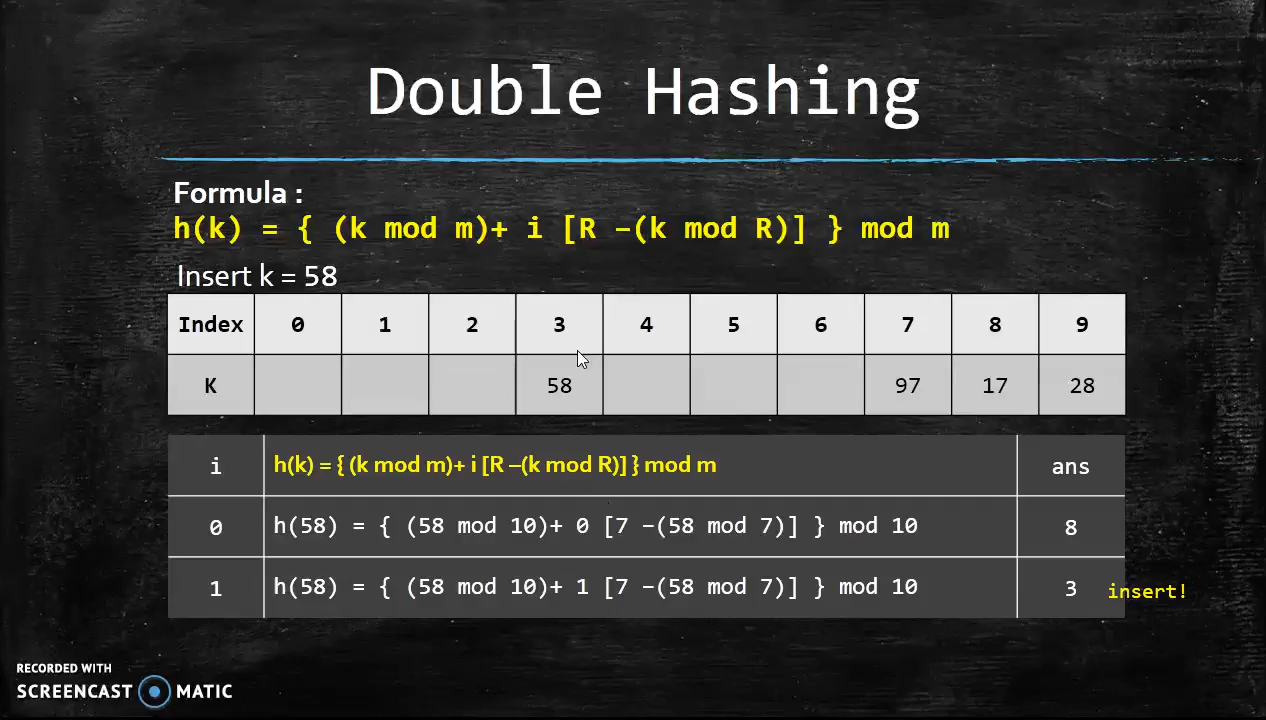 Double Hashing
Formula :
h(k) = { (k mod m)+ i [R –(k mod R)] } mod m
Insert k = 58
Index 0 1 2 3 4 5 6 7 8 9
K 58 97 17 28
i h(k) = { (k mod m)+ i [R –(k mod R)] } mod m ans
0 h(58) = { (58 mod 10)+ 0 [7 –(58 mod 7)] } mod 10 8
1 h(58) = { (58 mod 10)+ 1 [7 –(58 mod 7)] } mod 10 3 insert!
RECORDED WITH
SCREENCAST MATIC